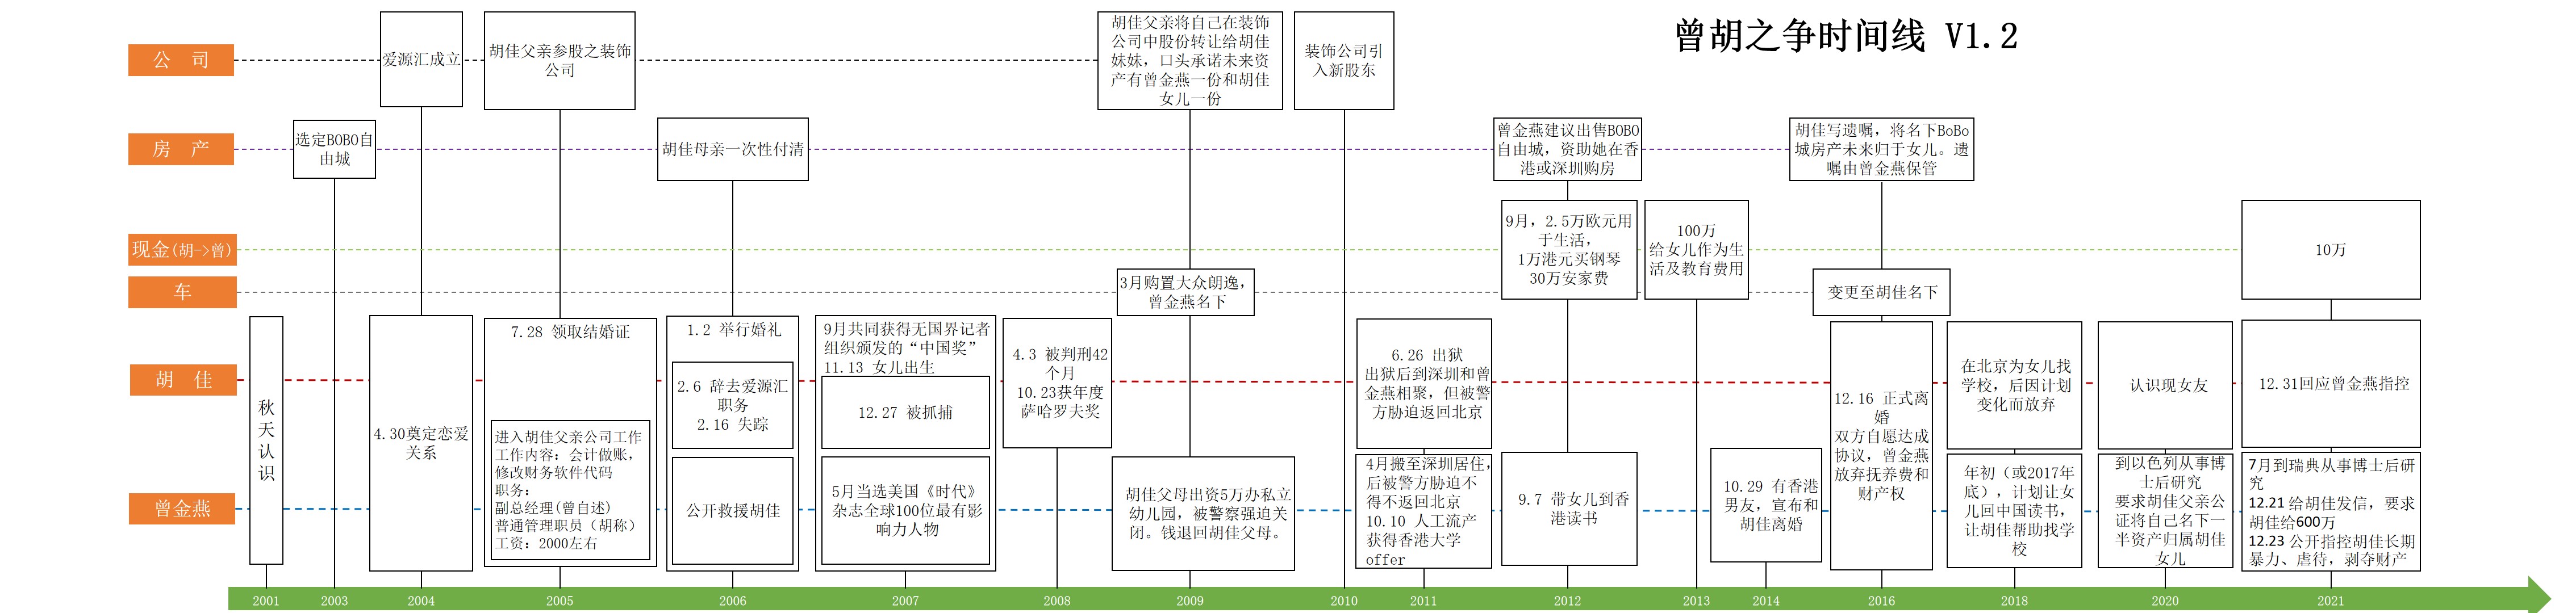 曾胡之争时间线 V1.2
公 司
爱源汇成立
胡佳父亲参股之装饰
公司
胡佳父亲将自己在装饰
公司中股份转让给胡佳
妹妹，口头承诺未来资
产有曾金燕一份和胡佳
女儿一份
装饰公司引
入新股东
房 产
选定BOBO自
由城
胡佳母亲一次性付清
曾金燕建议出售BOBO
自由城，资助她在香
港或深圳购房
胡佳写遗嘱，将名下BoBo
城房产未来归于女儿。遗
嘱由曾金燕保管
现金(胡->曾)
9月，2.5万欧元用
于生活，
1万港元买钢琴
30万安家费
100万
给女儿作为生
活及教育费用
10万
车
3月购置大众朗逸，
曾金燕名下
变更至胡佳名下
胡 佳
曾金燕
秋
天
认
识
4.30奠定恋爱
关系
7.28 领取结婚证
进入胡佳父亲公司工作
工作内容：会计做账，
修改财务软件代码
职务：
副总经理(曾自述)
普通管理职员（胡称）
工资：2000左右
1.2 举行婚礼
2.6 辞去爱源汇
职务
2.16 失踪
公开救援胡佳
9月共同获得无国界记者
组织颁发的“中国奖”
11.13 女儿出生
12.27 被抓捕
5月当选美国《时代》
杂志全球100位最有影
响力人物
4.3 被判刑42
个月
10.23获年度
萨哈罗夫奖
胡佳父母出资5万办私立
幼儿园，被警察强迫关
闭。钱退回胡佳父母。
6.26 出狱
出狱后到深圳和曾
金燕相聚，但被警
方胁迫返回北京
4月搬至深圳居住，
后被警方胁迫不
得不返回北京
10.10 人工流产
获得香港大学
offer
9.7 带女儿到香
港读书
10.29 有香港
男友，宣布和
胡佳离婚
12.16 正式离
婚
双方自愿达成
协议，曾金燕
放弃抚养费和
财产权
在北京为女儿找
学校，后因计划
变化而放弃
年初（或2017年
底），计划让女
儿回中国读书，
让胡佳帮助找学
校
认识现女友
到以色列从事博
士后研究
要求胡佳父亲公
证将自己名下一
半资产归属胡佳
女儿
12.31回应曾金燕指控
7月到瑞典从事博士后研
究
12.21 给胡佳发信，要求
胡佳给600万
12.23 公开指控胡佳长期
暴力、虐待，剥夺财产
2001 2003 2004 2005 2006 2007 2008 2009 2010 2011 2012 2013 2014 2016 2018 2020 2021